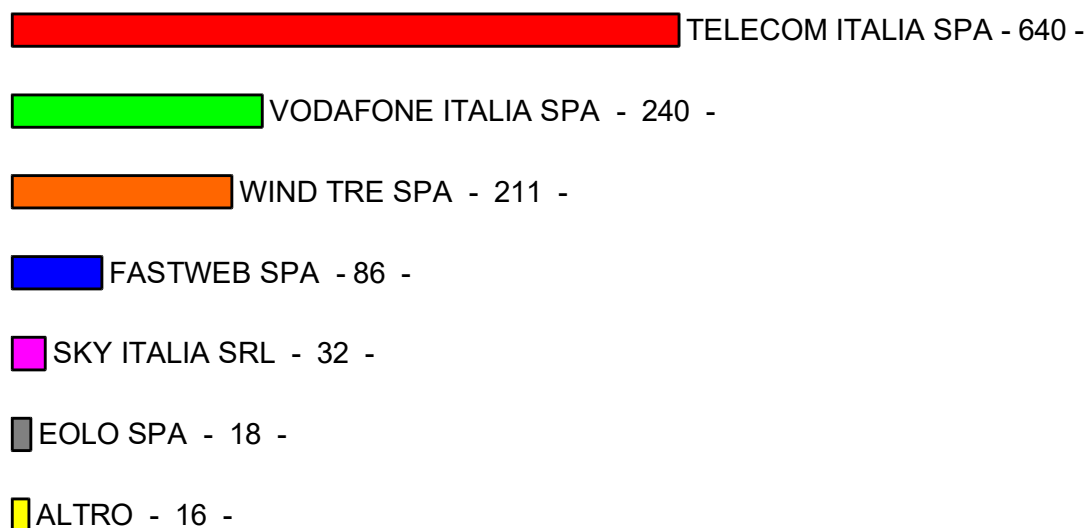 TELECOM ITALIA SPA - 640 -
VODAFONE ITALIA SPA - 240 -
WIND TRE SPA - 211 -
FASTWEB SPA - 86 -
SKY ITALIA SRL - 32 -
EOLO SPA - 18 -
ALTRO - 16 -